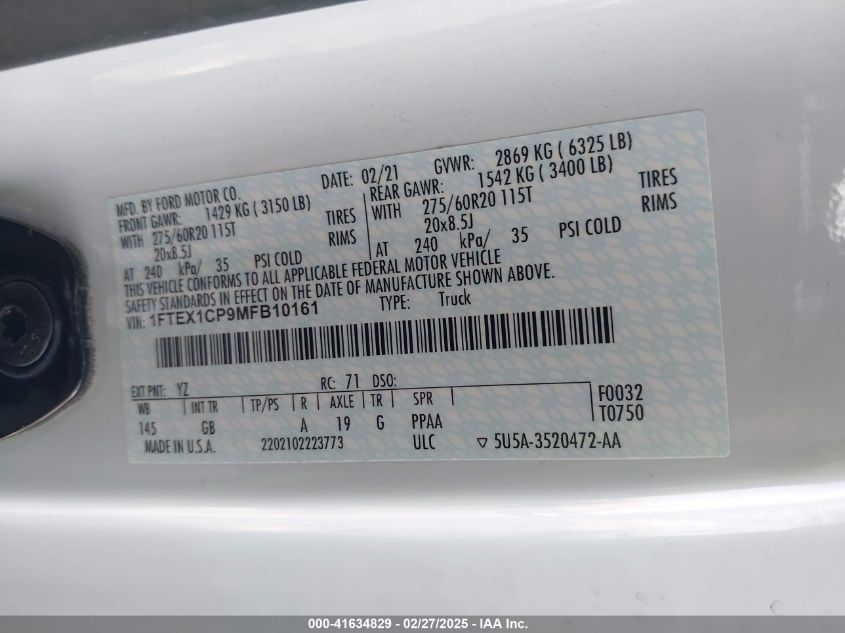 MFD. BY FORD MOTOR CO.
DATE: 02/21
GVWR: 2869 KG ( 6325 LB)
FRONT GAWR: 1429 KG ( 3150 LB)
REAR GAWR: 1542 KG ( 3400 LB)
WITH 275/60R20 115T TIRES
WITH 275/60R20 115T TIRES
20x8.5J RIMS
20x8.5J RIMS
AT 240 kPa/ 35 PSI COLD
AT 240 kPa/ 35 PSI COLD
THIS VEHICLE CONFORMS TO ALL APPLICABLE FEDERAL MOTOR VEHICLE
SAFETY STANDARDS IN EFFECT ON THE DATE OF MANUFACTURE SHOWN ABOVE.
VIN: 1FTEX1CP9MFB10161
TYPE: Truck
EXT PNT: YZ RC: 71 DSO:
WB INT TR TP/PS R AXLE TR SPR
F0032
145 GB A 19 G PPAA
T0750
MADE IN U.S.A. 2202102223773 ULC ▽ 5U5A-3520472-AA
000-41634829 - 02/27/2025 - IAA Inc.